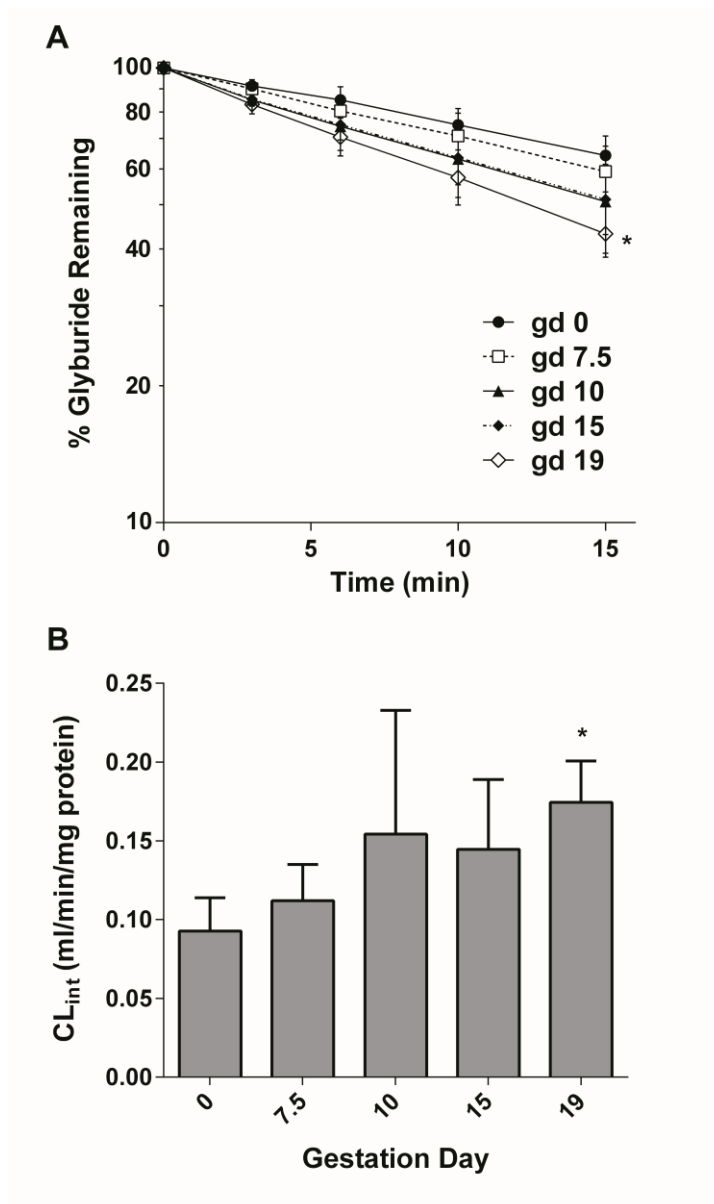 A
% Glyburide Remaining
100
80
60
40
20
10
0
5
10
15
Time (min)
*
gd 0
gd 7.5
gd 10
gd 15
gd 19
B
CLint (ml/min/mg protein)
0.25
0.20
0.15
0.10
0.05
0.00
*
0
7.5
10
15
19
Gestation Day